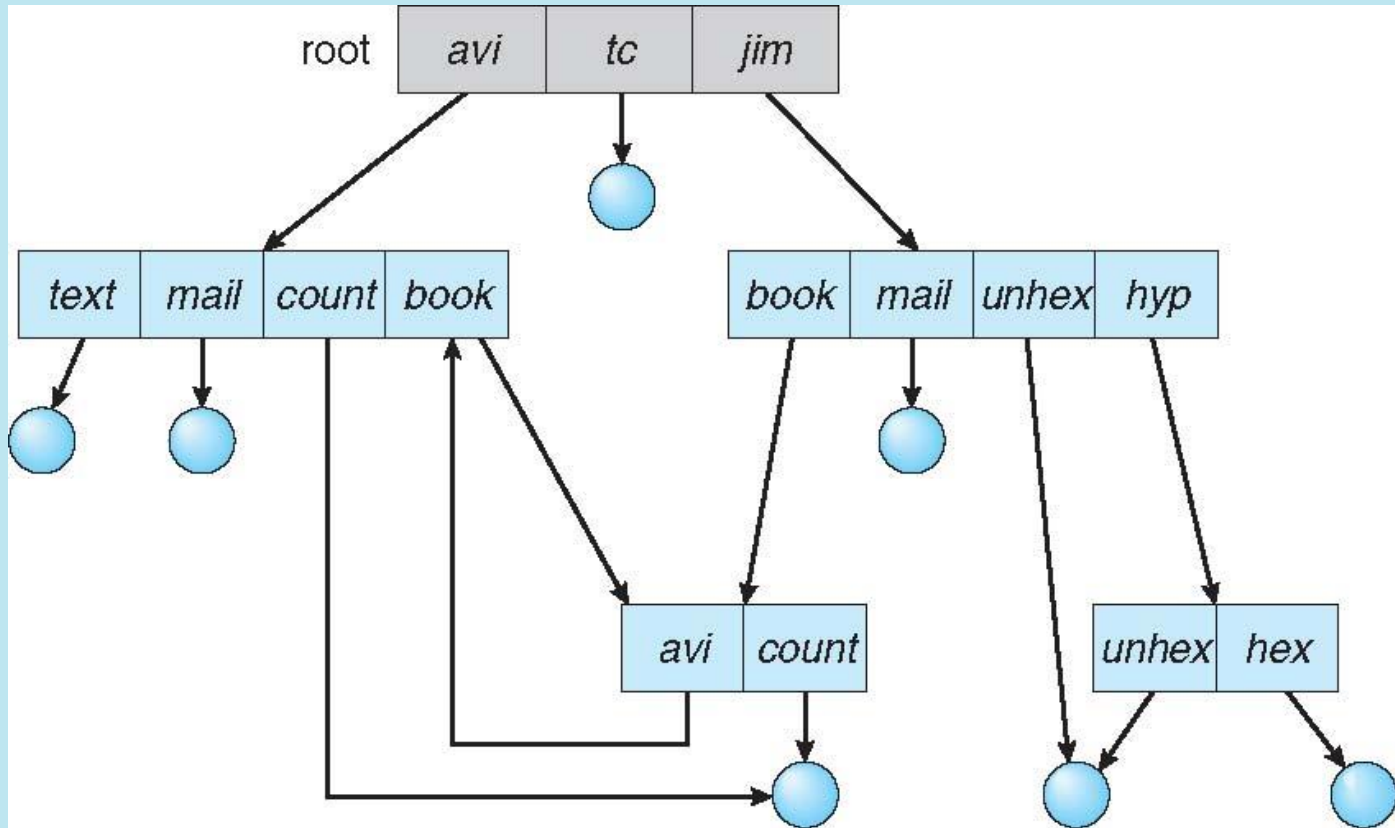 root avi tc jim
text mail count book
book mail unhex hyp
avi count
unhex hex